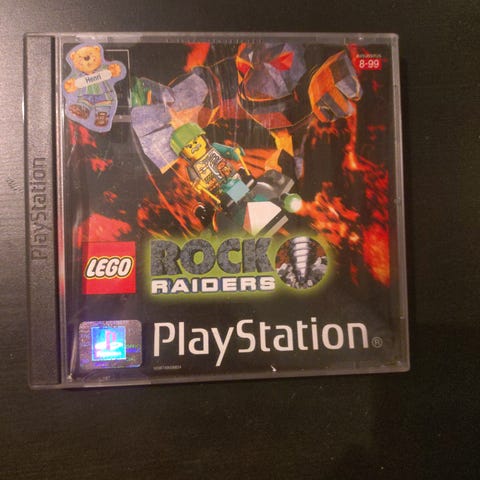 Henri
8-99
PlayStation
LEGO
ROCK
RAIDERS
PlayStation®